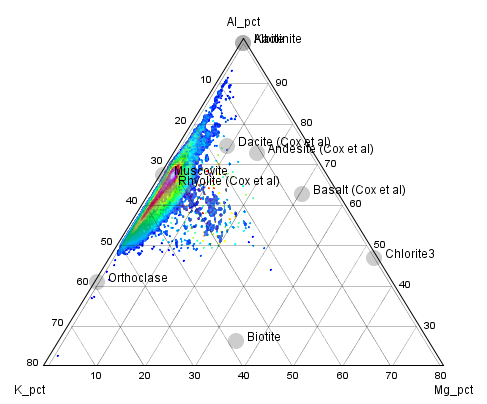 Al_pct
Kaolinite
10
90
20
80
Dacite (Cox et al)
Andesite (Cox et al)
30
70
Muscovite
Rhyolite (Cox et al)
Basalt (Cox et al)
40
60
50
50
Chlorite3
60
Orthoclase
40
70
30
Biotite
80
10
20
30
40
50
60
70
80
K_pct
Mg_pct